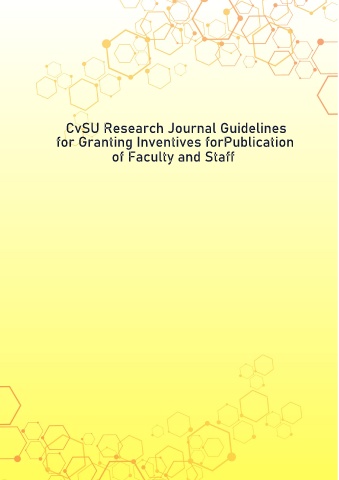 CvSU Research Journal Guidelines
for Granting Inventives forPublication
of Faculty and Staff